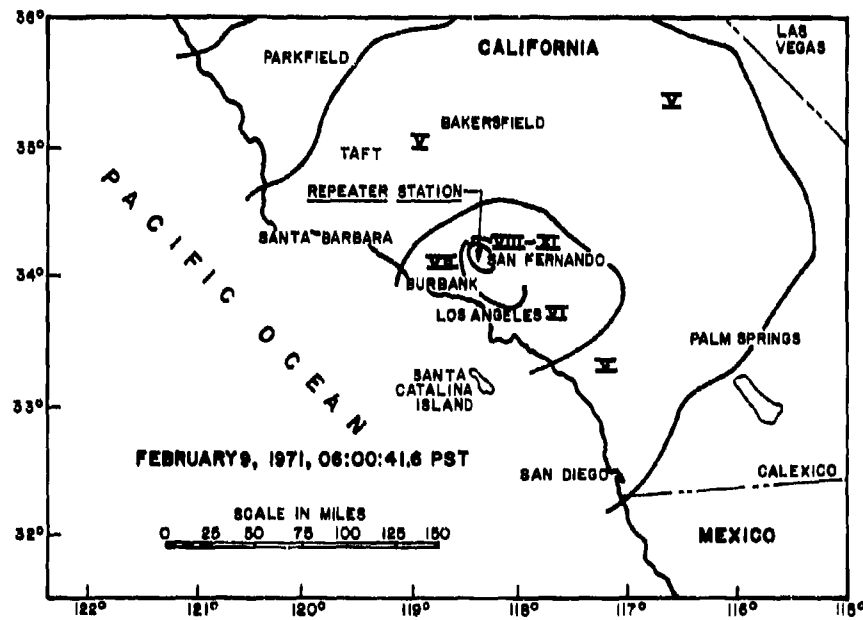 36°
CALIFORNIA
LAS
VEGAS
PARKFIELD
V
BAKERSFIELD
V
35°
TAFT
REPEATER STATION
SANTA BARBARA
VIII-XI
SAN FERNANDO
34°
VII
BURBANK
LOS ANGELES VI
PALM SPRINGS
V
SANTA
CATALINA
ISLAND
33°
PACIFIC OCEAN
FEBRUARY 9, 1971, 06:00:41.6 PST
SAN DIEGO
CALEXICO
SCALE IN MILES
0 25 50 75 100 125 150
32°
MEXICO
122° 121° 120° 119° 118° 117° 116° 115°